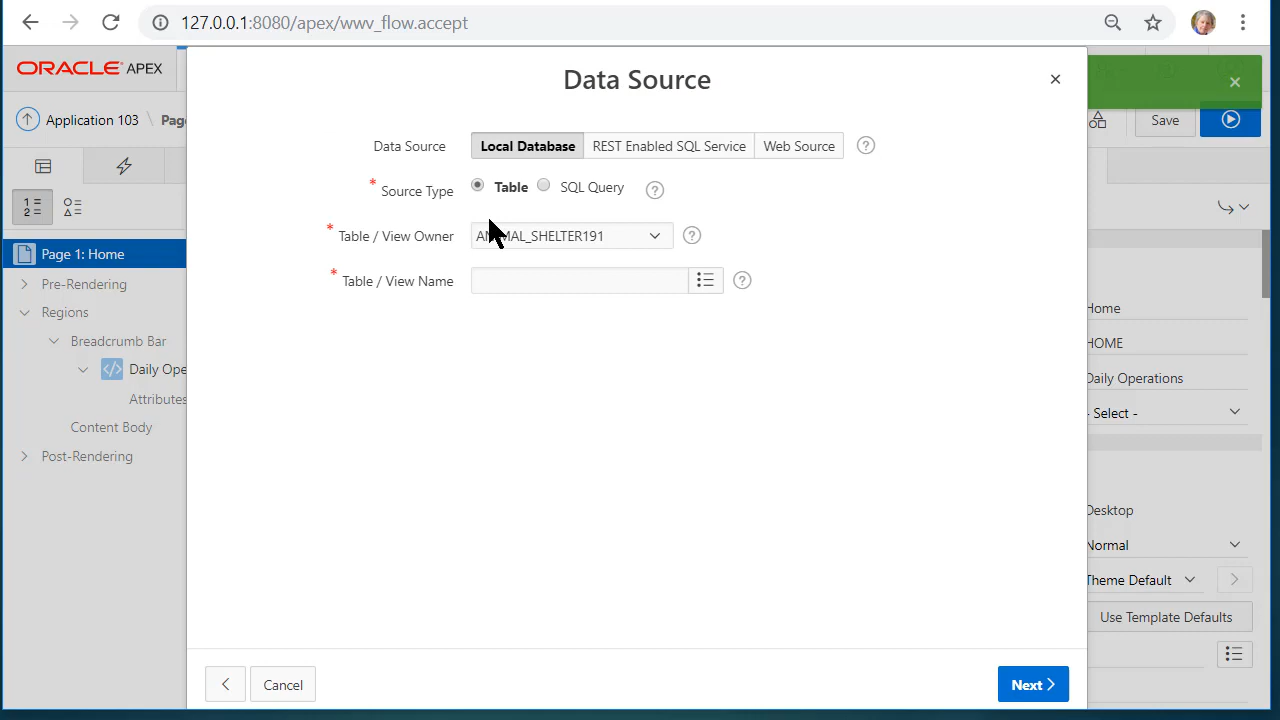 127.0.0.1:8080/apex/wwv_flow.accept
ORACLE APEX
Application 103
Save
Page 1: Home
Pre-Rendering
Regions
Breadcrumb Bar
Daily Ope
Attributes
Content Body
Post-Rendering
Data Source
Data Source
Local Database
REST Enabled SQL Service
Web Source
* Source Type
Table
SQL Query
* Table / View Owner
ANIMAL_SHELTER191
* Table / View Name
Cancel
Next
Home
HOME
Daily Operations
- Select -
Desktop
Normal
Theme Default
Use Template Defaults